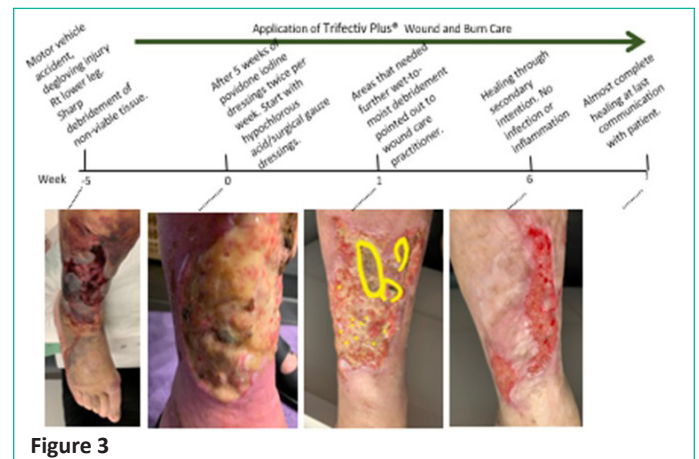 Application of Trifectiv Plus® Wound and Burn Care
Motor vehicle
accident,
degloving injury
Rt lower leg.
Sharp
debridement of
non-viable tissue.
After 5 weeks of
povidone iodine
dressings twice per
week. Start with
hypochlorous
acid/surgical gauze
dressings.
Areas that needed
further wet-to-
moist debridement
pointed out to
wound care
practitioner.
Healing through
secondary
intention. No
infection or
inflammation
Almost complete
healing at last
communication
with patient.
Week -5 0 1 6
Figure 3